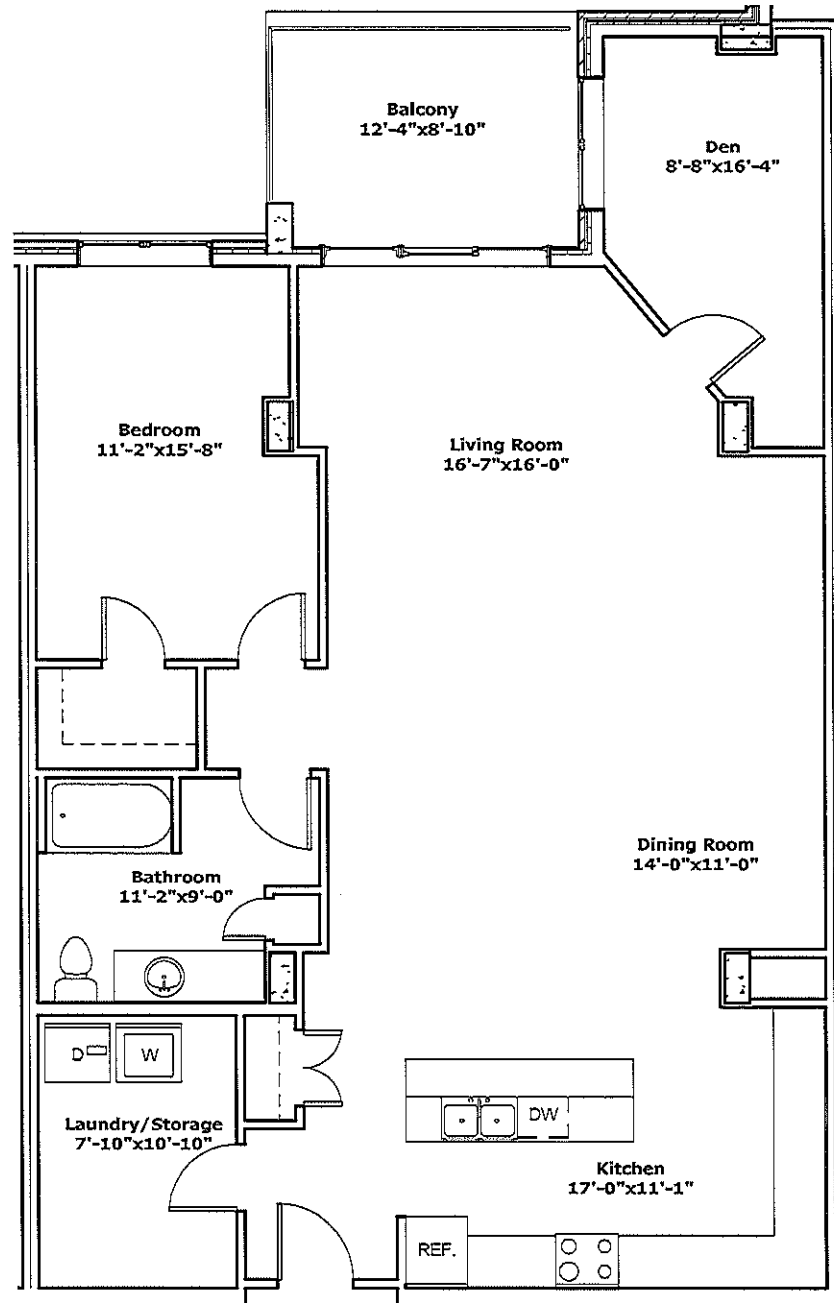 Balcony
12'-4"x8'-10"
Den
8'-8"x16'-4"
Bedroom
11'-2"x15'-8"
Living Room
16'-7"x16'-0"
Dining Room
14'-0"x11'-0"
Bathroom
11'-2"x9'-0"
D
W
Laundry/Storage
7'-10"x10'-10"
DW
Kitchen
17'-0"x11'-1"
REF.